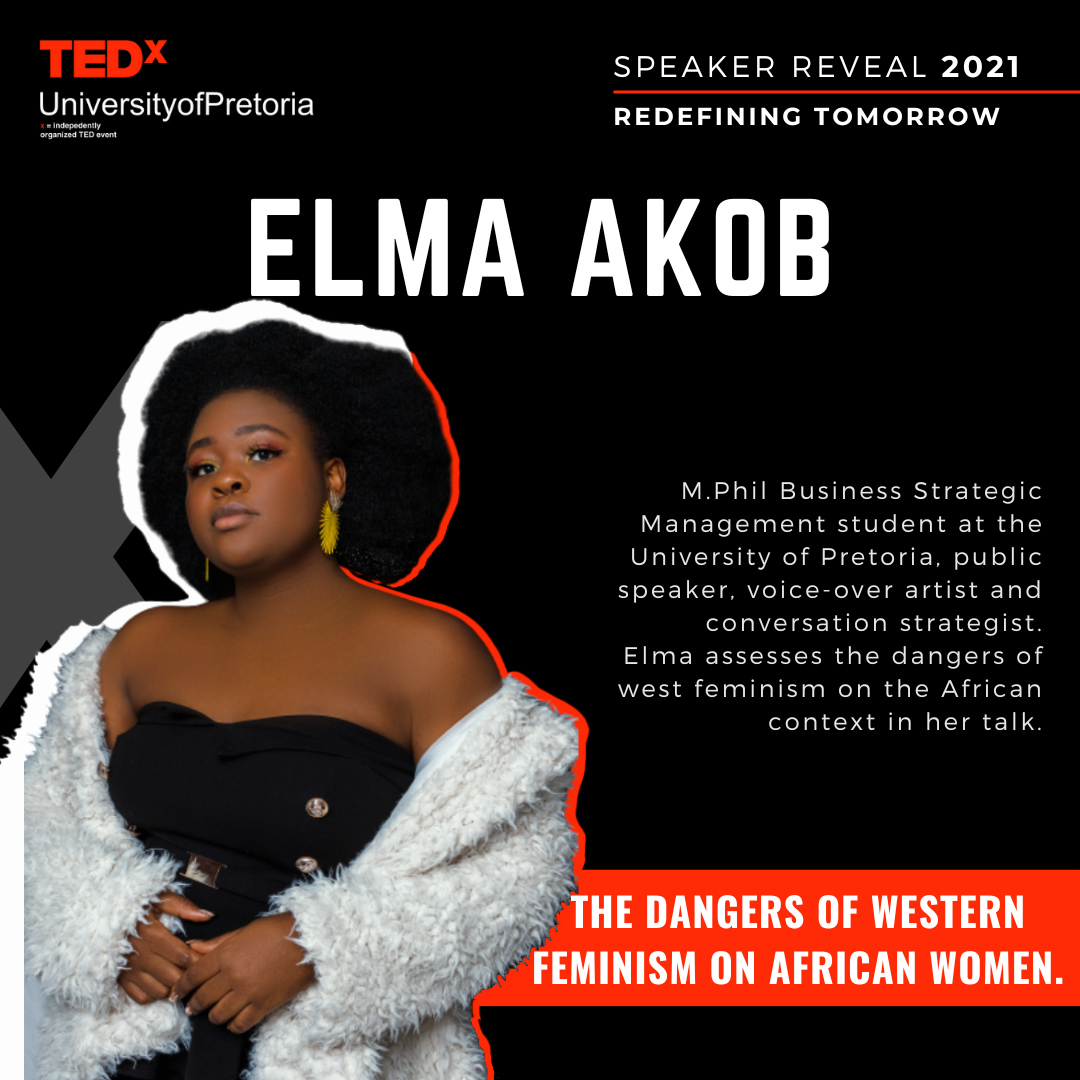 TEDx
UniversityofPretoria
x = indepedently
organized TED event
SPEAKER REVEAL 2021
REDEFINING TOMORROW
ELMA AKOB
M.Phil Business Strategic
Management student at the
University of Pretoria, public
speaker, voice-over artist and
conversation strategist.
Elma assesses the dangers of
west feminism on the African
context in her talk.
THE DANGERS OF WESTERN
FEMINISM ON AFRICAN WOMEN.